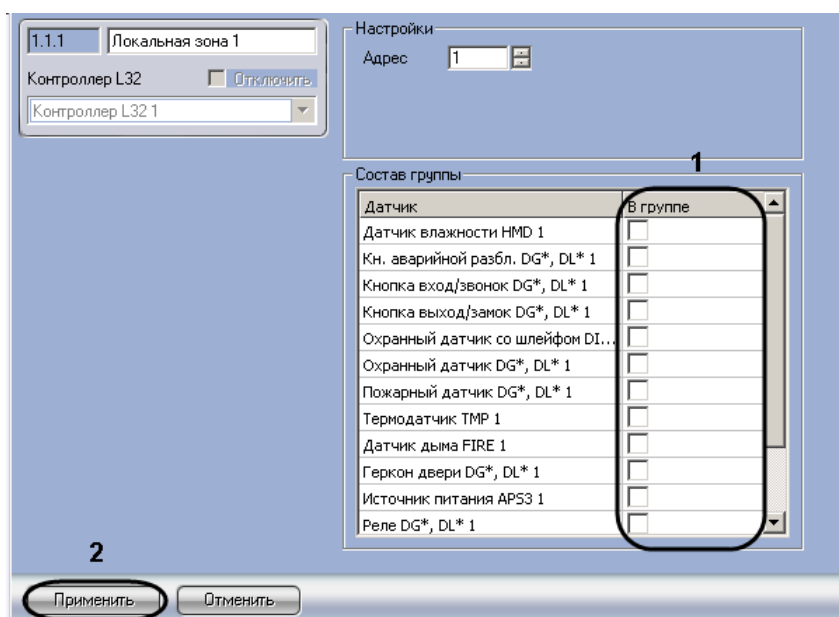 1.1.1 Локальная зона 1
Контроллер L32 Отключить
Контроллер L32 1
Настройки
Адрес 1
1
Состав группы
Датчик В группе
Датчик влажности HMD 1
Кн. аварийной разбл. DG*, DL* 1
Кнопка вход/звонок DG*, DL* 1
Кнопка выход/замок DG*, DL* 1
Охранный датчик со шлейфом DI...
Охранный датчик DG*, DL* 1
Пожарный датчик DG*, DL* 1
Термодатчик TMP 1
Датчик дыма FIRE 1
Геркон двери DG*, DL* 1
Источник питания APS3 1
Реле DG*, DL* 1
2
Применить Отменить